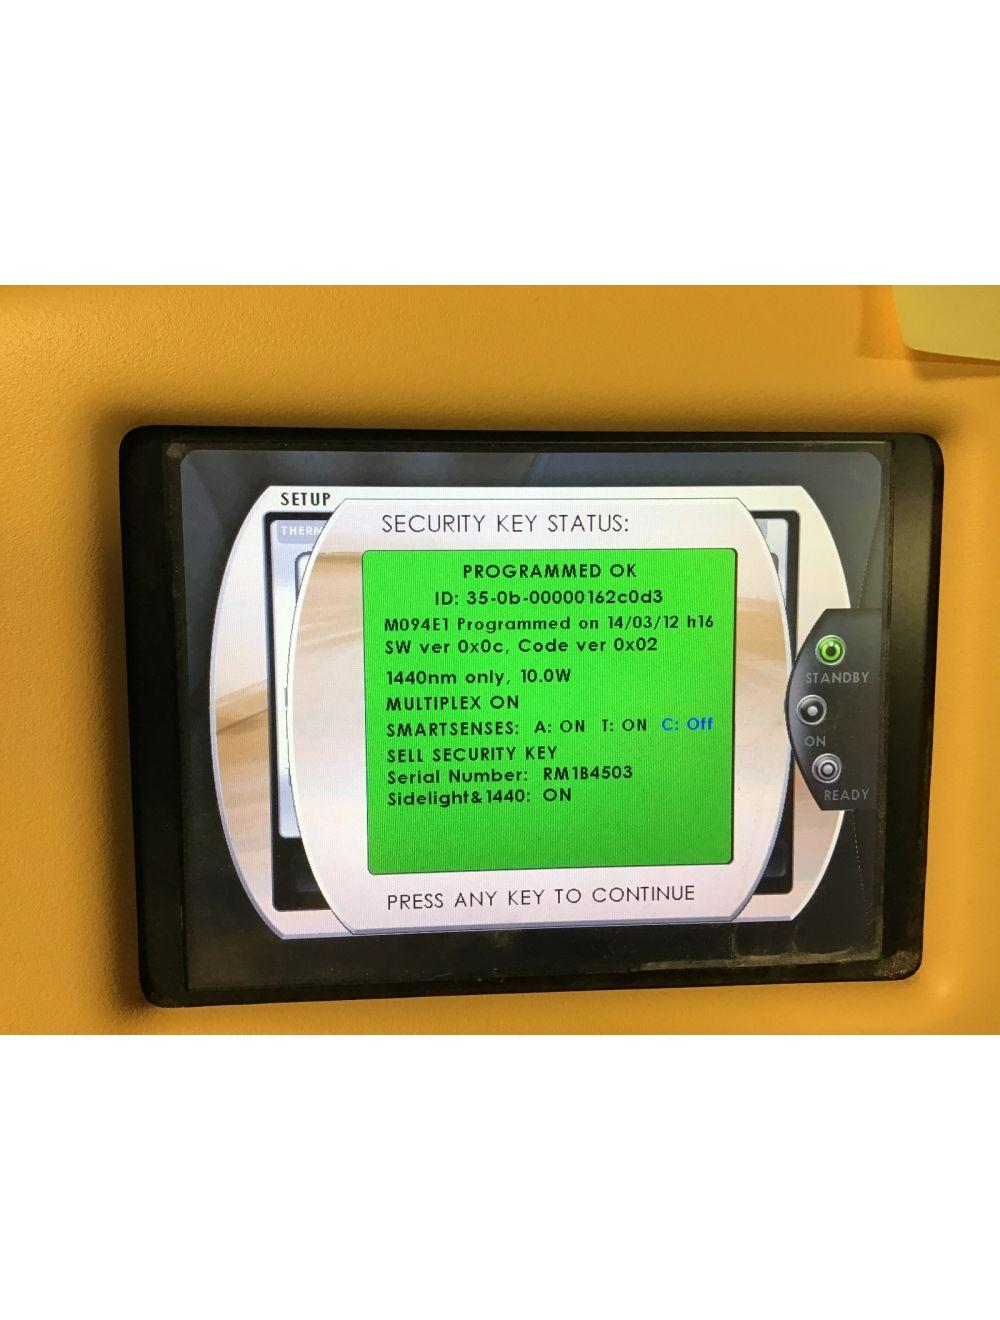 SETUP
THERM
SECURITY KEY STATUS:
PROGRAMMED OK
ID: 35-0b-00000162c0d3
M094E1 Programmed on 14/03/12 h16
SW ver 0x0c, Code ver 0x02
1440nm only, 10.0W
MULTIPLEX ON
SMARTSENSES: A: ON T: ON C: Off
SELL SECURITY KEY
Serial Number: RM1B4503
Sidelight&1440: ON
PRESS ANY KEY TO CONTINUE
STANDBY
ON
READY